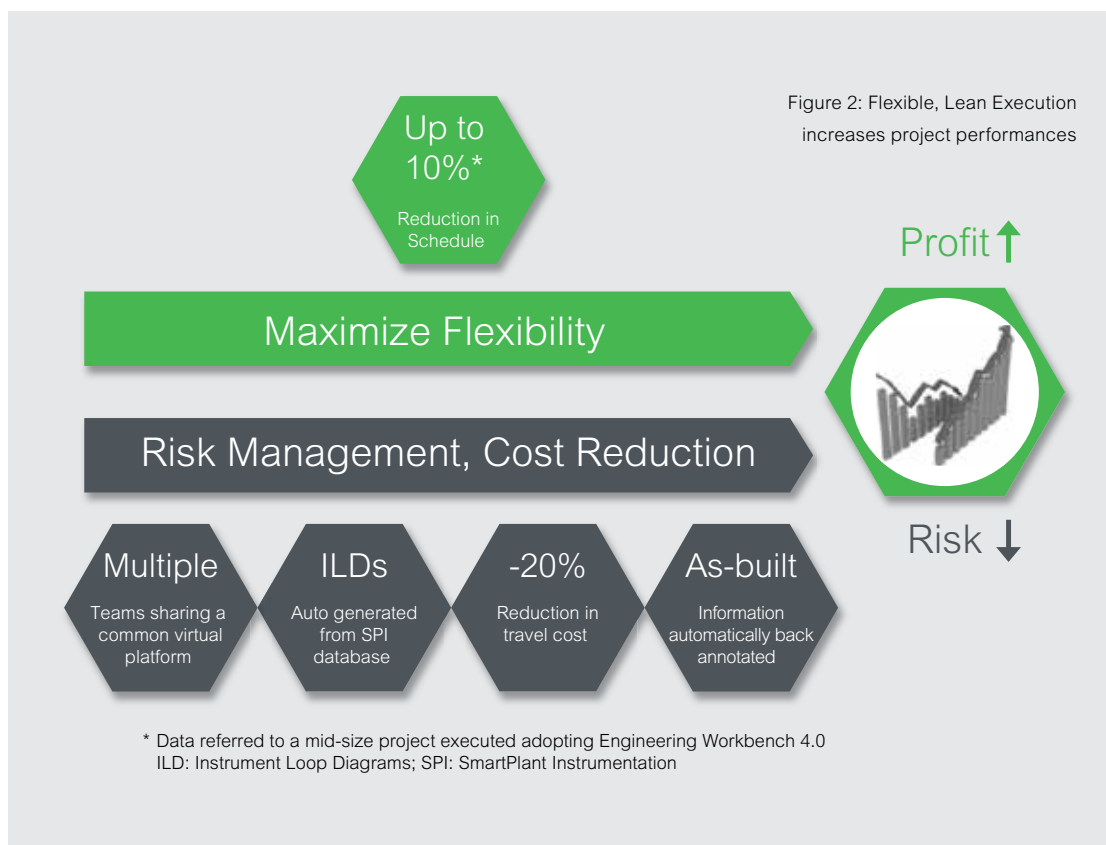 Figure 2: Flexible, Lean Execution
increases project performances
Up to
10%*
Reduction in
Schedule
Profit
Maximize Flexibility
Risk Management, Cost Reduction
Risk
Multiple
Teams sharing a
common virtual
platform
ILDs
Auto generated
from SPI
database
-20%
Reduction in
travel cost
As-built
Information
automatically back
annotated
* Data referred to a mid-size project executed adopting Engineering Workbench 4.0
ILD: Instrument Loop Diagrams; SPI: SmartPlant Instrumentation